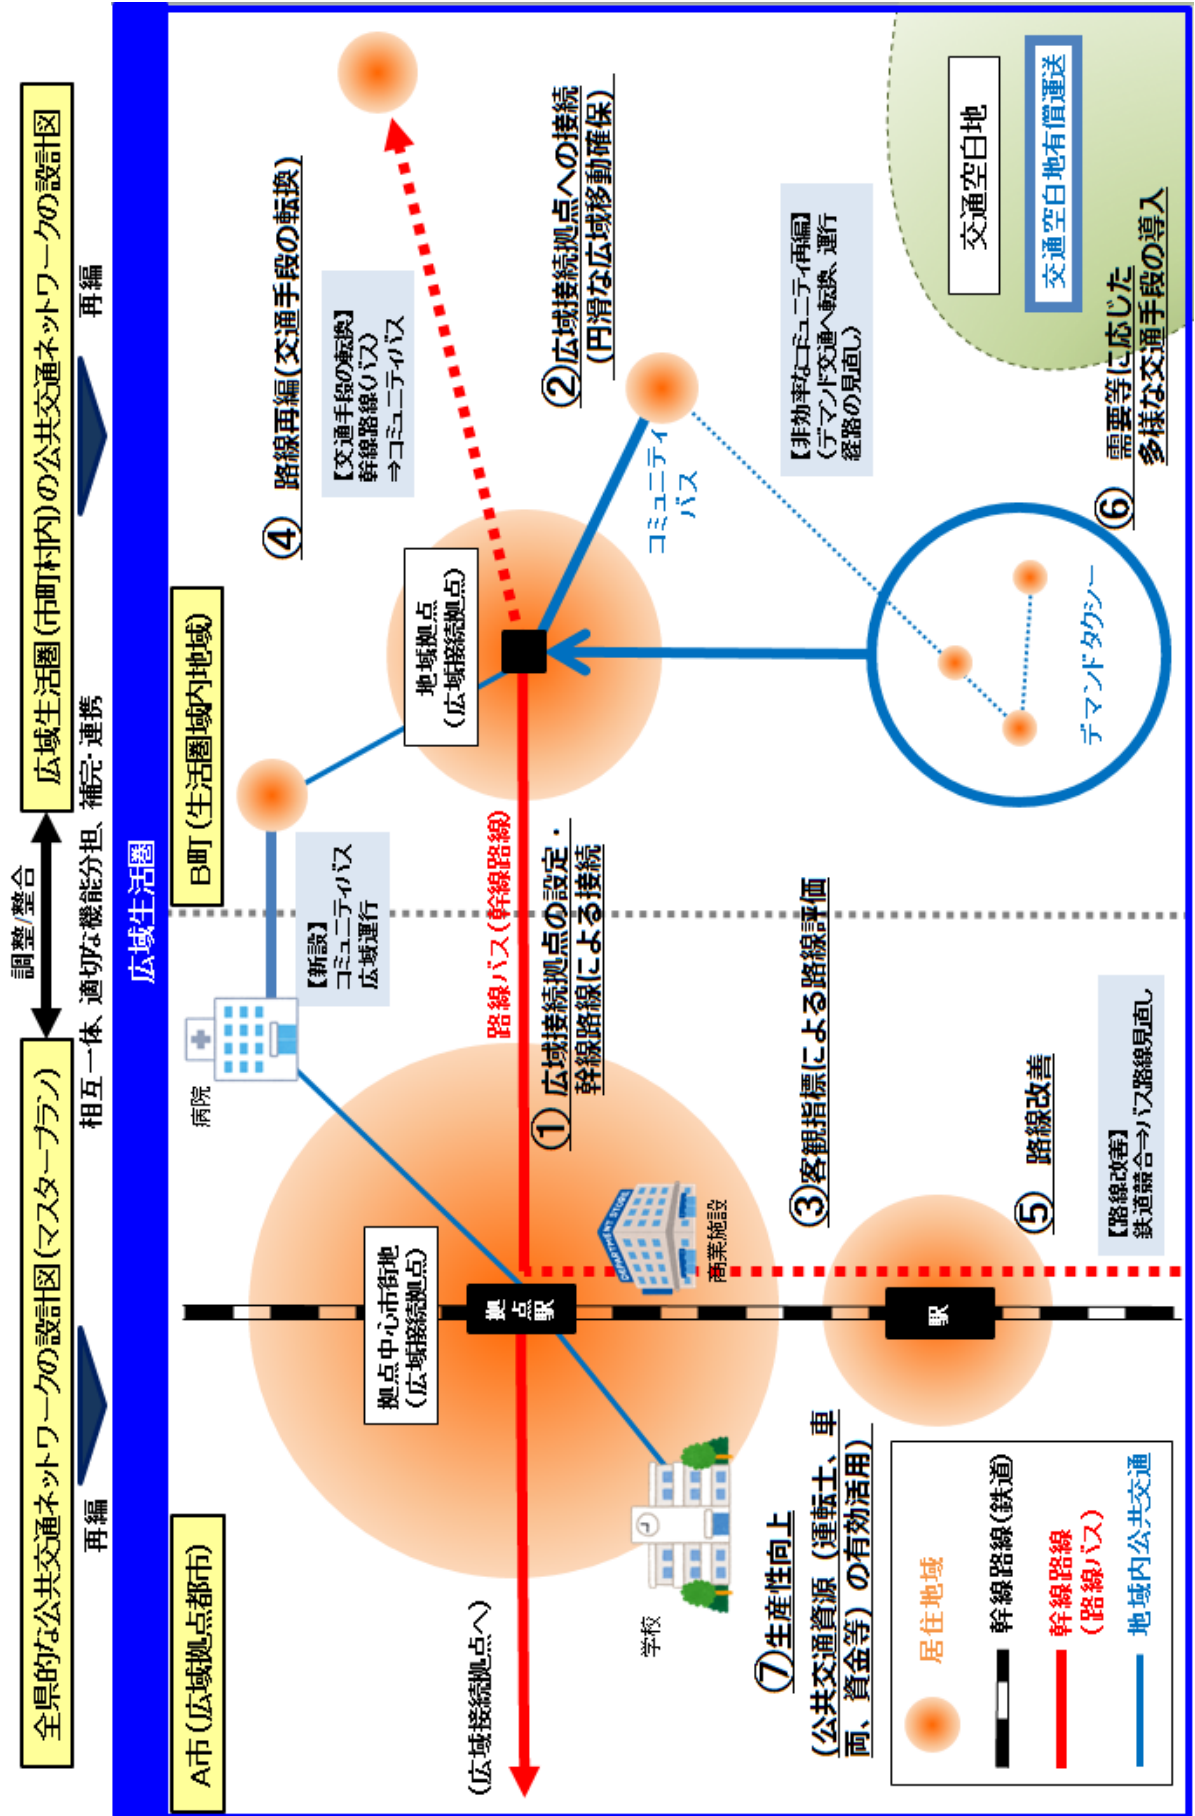 調整/整合
全県的な公共交通ネットワークの設計図(マスタープラン)
広域生活圏(市町村内)の公共交通ネットワークの設計図
再編
相互一体、適切な機能分担、補完・連携
再編
広域生活圏
A市(広域拠点都市)
B町(生活圏域内地域)
病院
【新設】
コミュニティバス
広域運行
④ 路線再編(交通手段の転換)
【交通手段の転換】
幹線路線(バス)
⇒コミュニティバス
拠点中心市街地
(広域接続拠点)
地域拠点
(広域接続拠点)
(広域接続拠点へ)
拠点駅
路線バス(幹線路線)
①広域接続拠点の設定・
幹線路線による接続
②広域接続拠点への接続
(円滑な広域移動確保)
学校
DEPARTMENT STORE
商業施設
コミュニティ
バス
⑦生産性向上
(公共交通資源(運転士、車
両、資金等)の有効活用)
③客観指標による路線評価
【非効率なコミュニティ再編】
(デマンド交通へ転換、運行
経路の見直し)
駅
⑤ 路線改善
【路線改善】
鉄道競合⇒バス路線見直し
デマンドタクシー
⑥ 需要等に応じた
多様な交通手段の導入
交通空白地
交通空白地有償運送
居住地域
幹線路線(鉄道)
幹線路線
(路線バス)
地域内公共交通